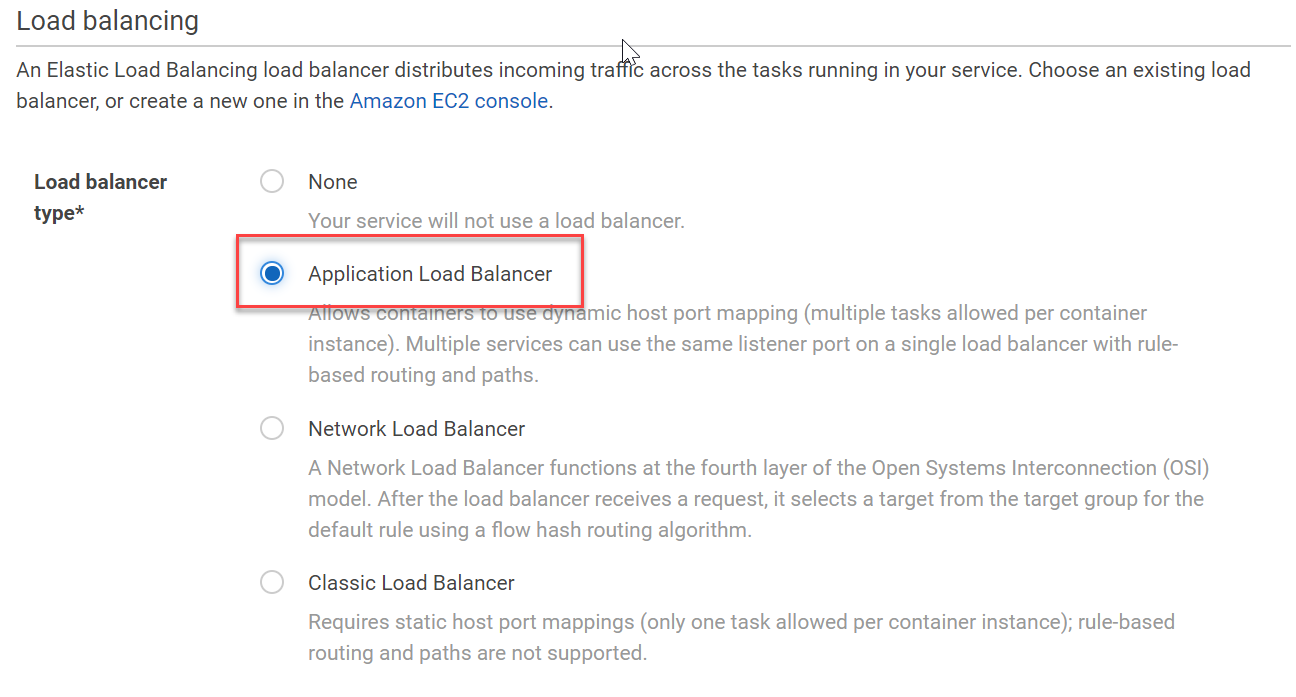 Load balancing
An Elastic Load Balancing load balancer distributes incoming traffic across the tasks running in your service. Choose an existing load
balancer, or create a new one in the Amazon EC2 console.
Load balancer
type*
None
Your service will not use a load balancer.
Application Load Balancer
Allows containers to use dynamic host port mapping (multiple tasks allowed per container
instance). Multiple services can use the same listener port on a single load balancer with rule-
based routing and paths.
Network Load Balancer
A Network Load Balancer functions at the fourth layer of the Open Systems Interconnection (OSI)
model. After the load balancer receives a request, it selects a target from the target group for the
default rule using a flow hash routing algorithm.
Classic Load Balancer
Requires static host port mappings (only one task allowed per container instance); rule-based
routing and paths are not supported.